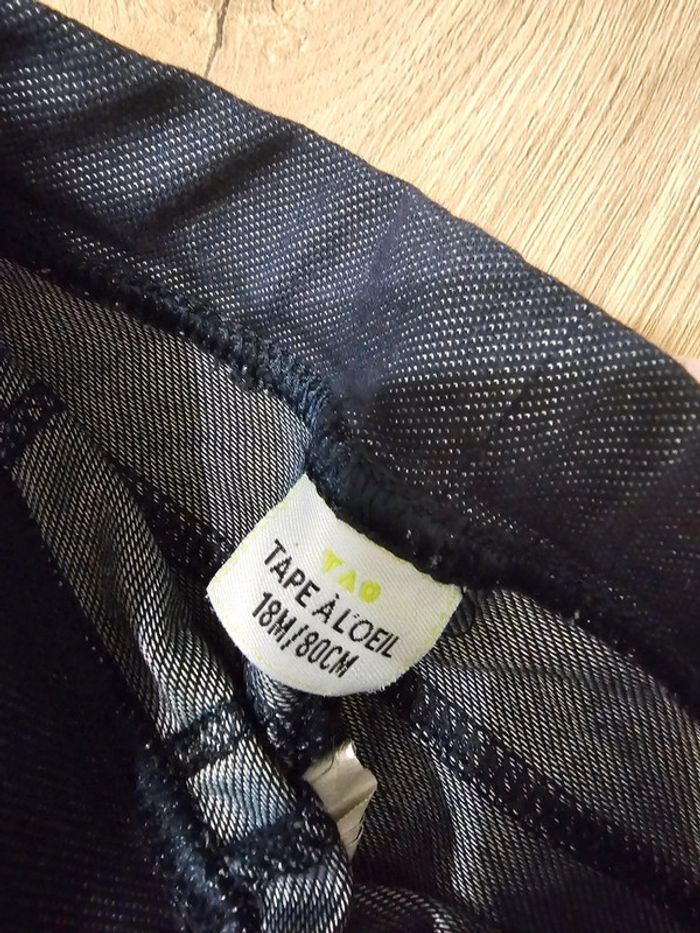 TAO
TAPE À L'OEIL
18M/80CM